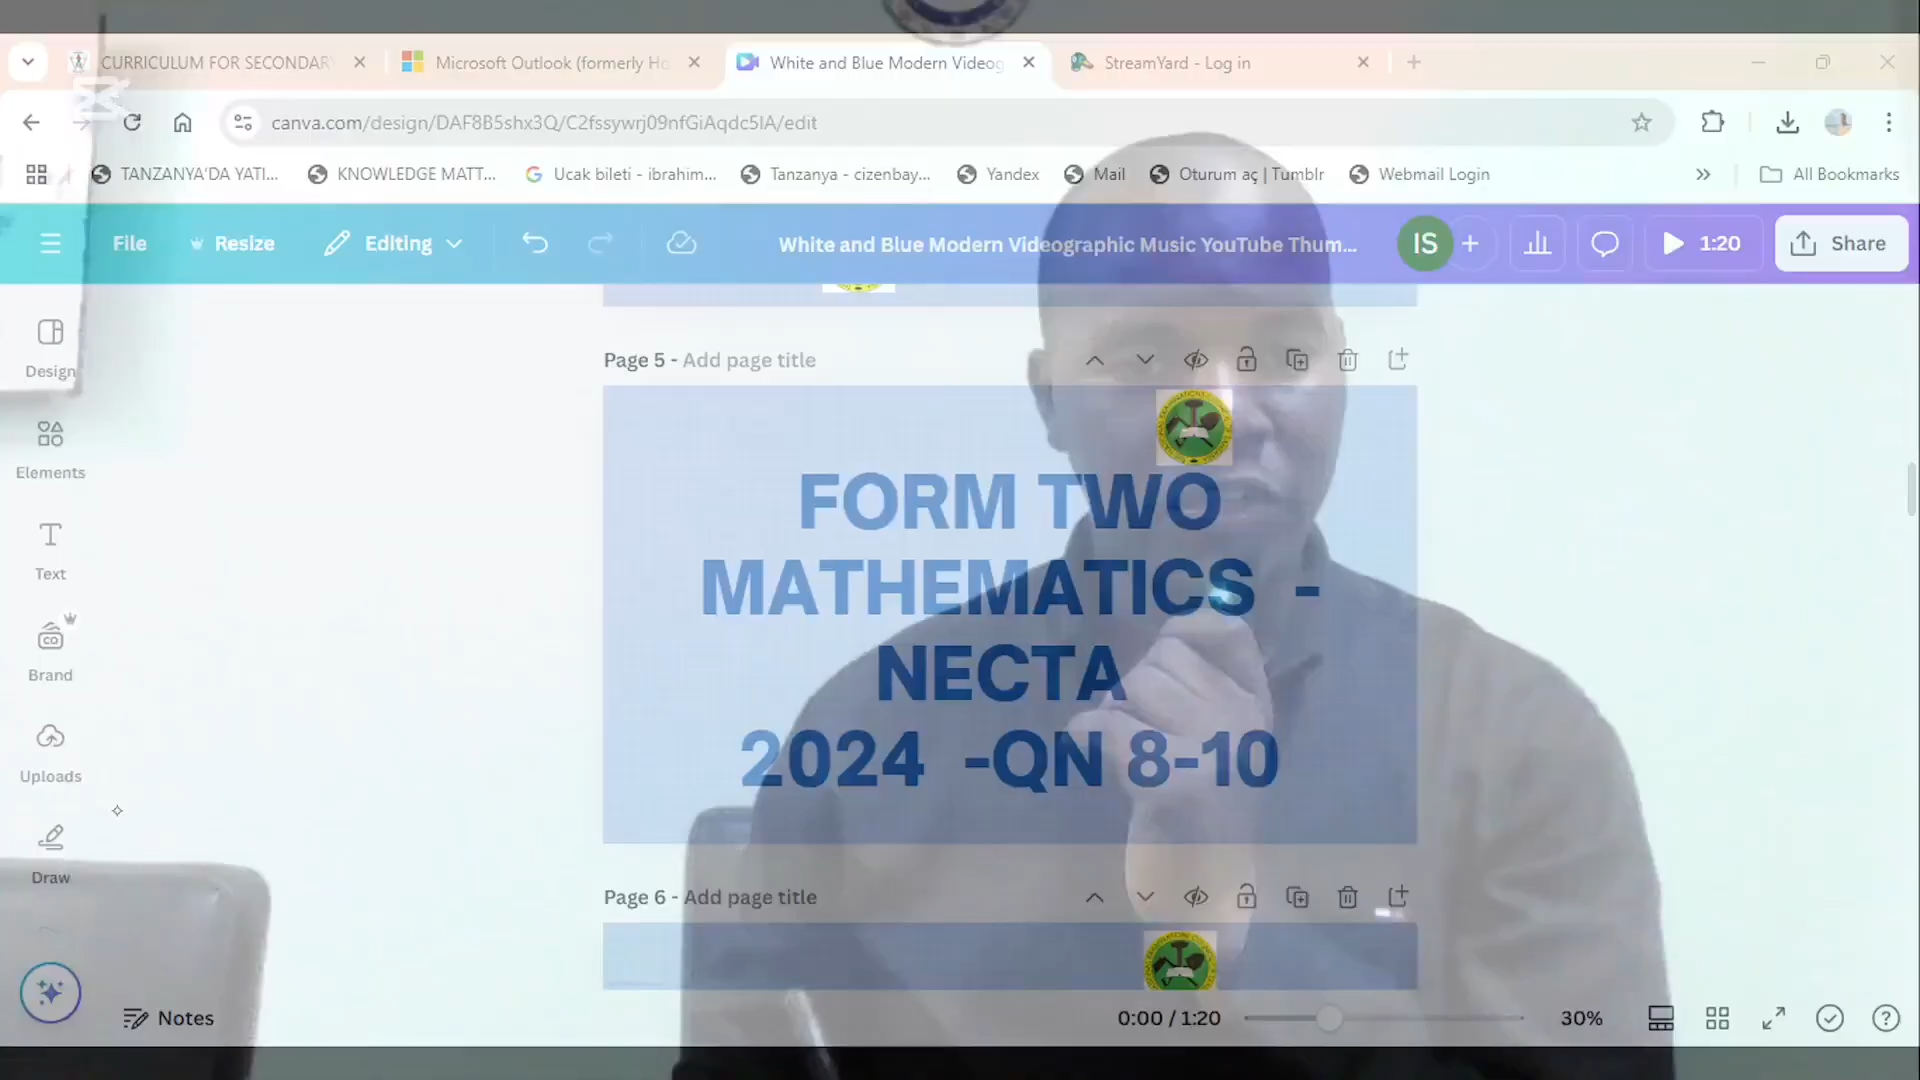 CURRICULUM FOR SECONDAR
Microsoft Outlook (formerly Ho
White and Blue Modern Videog
StreamYard - Log in
canva.com/design/DAF8B5shx3Q/C2fssywrj09nfGiAqdc5IA/edit
TANZANYA'DA YATI...
KNOWLEDGE MATT...
Ucak bileti - ibrahim...
Tanzanya - cizenbay...
Yandex
Mail
Oturum aç | Tumblr
Webmail Login
All Bookmarks
File
Resize
Editing
White and Blue Modern Videographic Music YouTube Thum...
IS
1:20
Share
Design
Elements
Text
Brand
Uploads
Draw
Page 5 - Add page title
FORM TWO
MATHEMATICS -
NECTA
2024 -QN 8-10
Page 6 - Add page title
Notes
0:00 / 1:20
30%